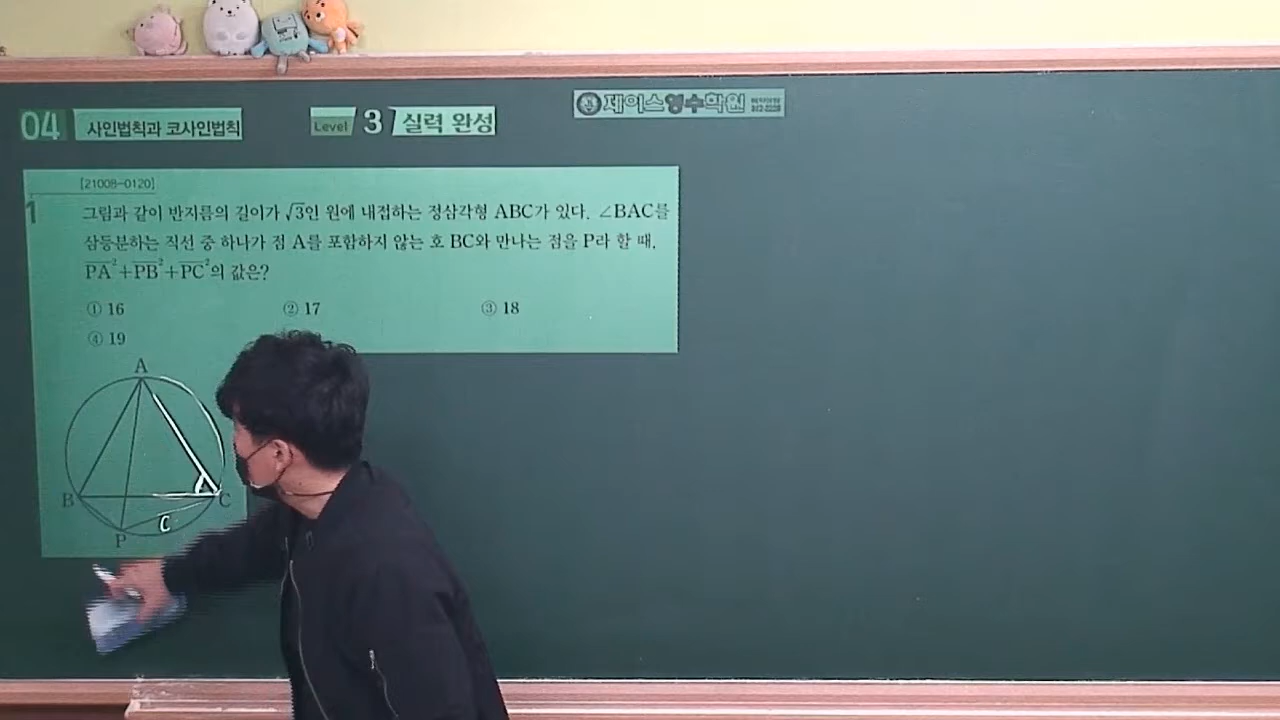 04 사인법칙과 코사인법칙 Level 3 실력 완성
제이스영수학원
[21008-0120]
1 그림과 같이 반지름의 길이가 √3인 원에 내접하는 정삼각형 ABC가 있다. ∠BAC를
삼등분하는 직선 중 하나가 점 A를 포함하지 않는 호 BC와 만나는 점을 P라 할 때,
PA²+PB²+PC²의 값은?
① 16 ② 17 ③ 18
④ 19
A
B C
C
P